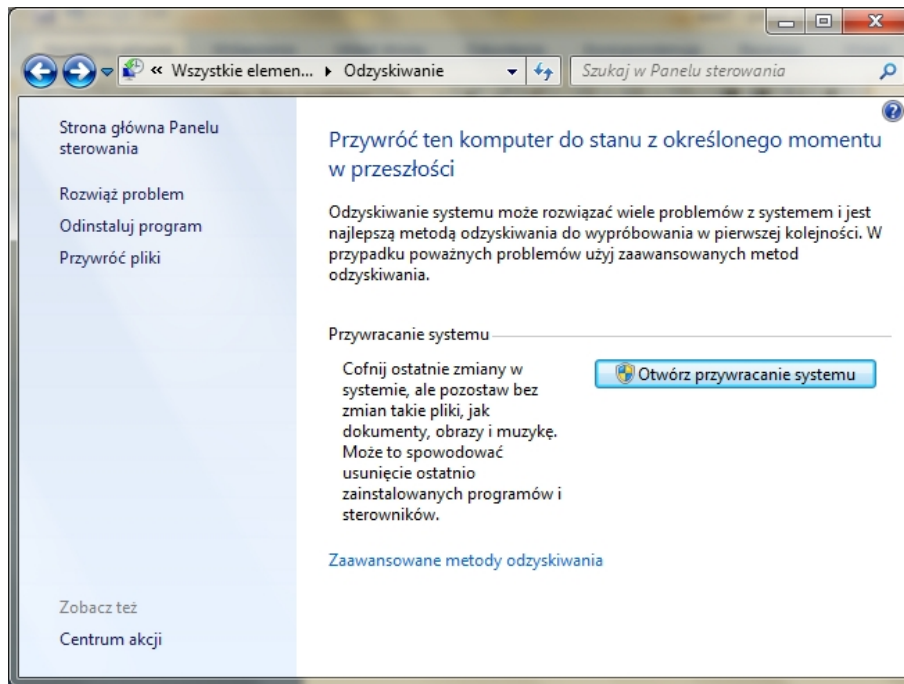 « Wszystkie elemen... ▸ Odzyskiwanie
Szukaj w Panelu sterowania
Strona główna Panelu
sterowania
Rozwiąż problem
Odinstaluj program
Przywróć pliki
Zobacz też
Centrum akcji
Przywróć ten komputer do stanu z określonego momentu
w przeszłości
Odzyskiwanie systemu może rozwiązać wiele problemów z systemem i jest
najlepszą metodą odzyskiwania do wypróbowania w pierwszej kolejności. W
przypadku poważnych problemów użyj zaawansowanych metod
odzyskiwania.
Przywracanie systemu
Cofnij ostatnie zmiany w
systemie, ale pozostaw bez
zmian takie pliki, jak
dokumenty, obrazy i muzykę.
Może to spowodować
usunięcie ostatnio
zainstalowanych programów i
sterowników.
Otwórz przywracanie systemu
Zaawansowane metody odzyskiwania